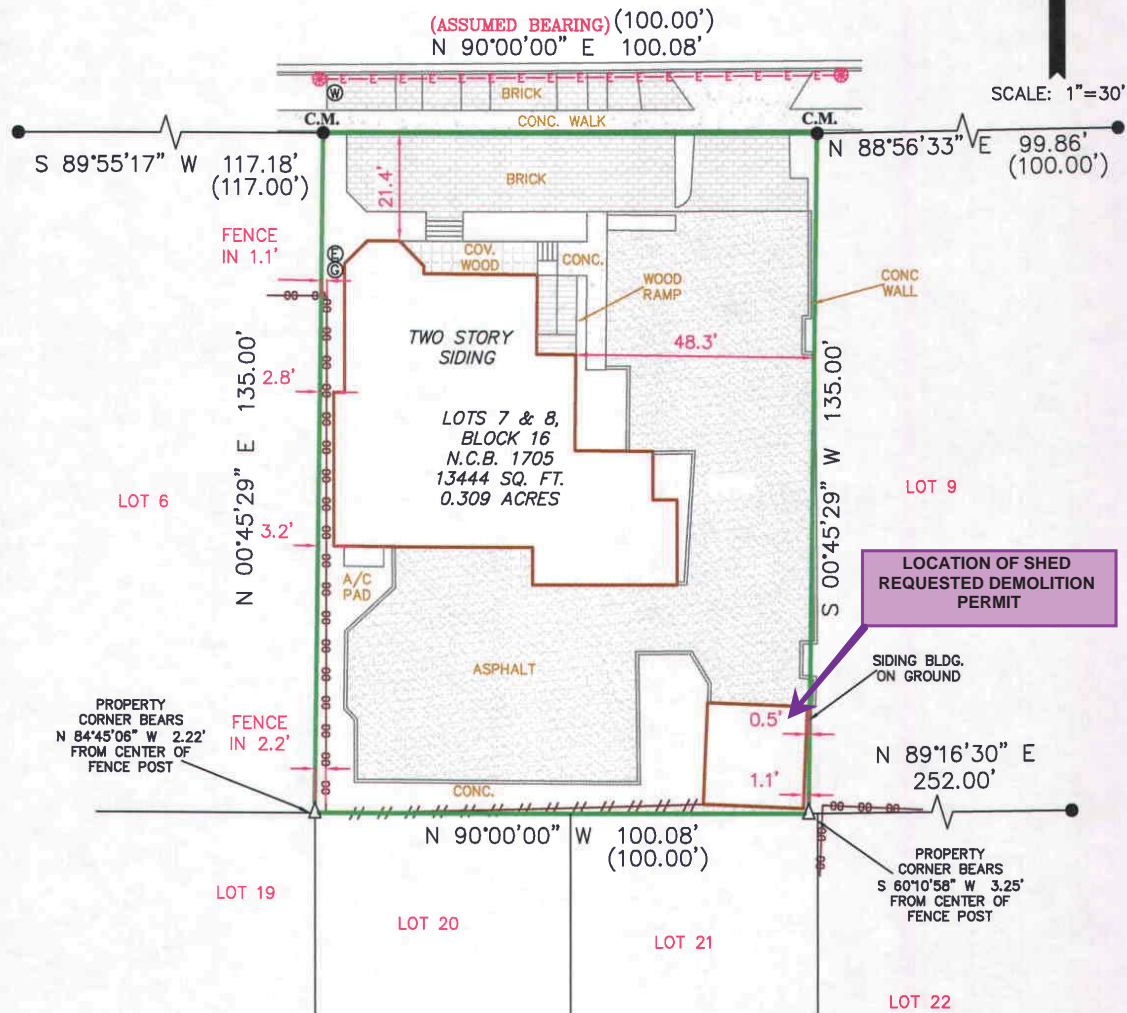 (ASSUMED BEARING) (100.00')
N 90°00'00" E 100.08'
SCALE: 1"=30'
E E E E E E E E E E E E E E E
W
BRICK
C.M.
CONC. WALK
C.M.
S 89°55'17" W 117.18'
(117.00')
N 88°56'33" E 99.86'
(100.00')
BRICK
21.4'
FENCE
IN 1.1'
E
G
COV.
WOOD
CONC.
WOOD
RAMP
CONC
WALL
TWO STORY
SIDING
48.3'
2.8'
N 00°45'29" E 135.00'
S 00°45'29" W 135.00'
LOTS 7 & 8,
BLOCK 16
N.C.B. 1705
13444 SQ. FT.
0.309 ACRES
LOT 6
LOT 9
3.2'
A/C
PAD
LOCATION OF SHED
REQUESTED DEMOLITION
PERMIT
ASPHALT
SIDING BLDG.
ON GROUND
PROPERTY
CORNER BEARS
N 84°45'06" W 2.22'
FROM CENTER OF
FENCE POST
FENCE
IN 2.2'
0.5'
1.1'
N 89°16'30" E
252.00'
CONC.
N 90°00'00" W 100.08'
(100.00')
PROPERTY
CORNER BEARS
S 60°10'58" W 3.25'
FROM CENTER OF
FENCE POST
LOT 19
LOT 20
LOT 21
LOT 22